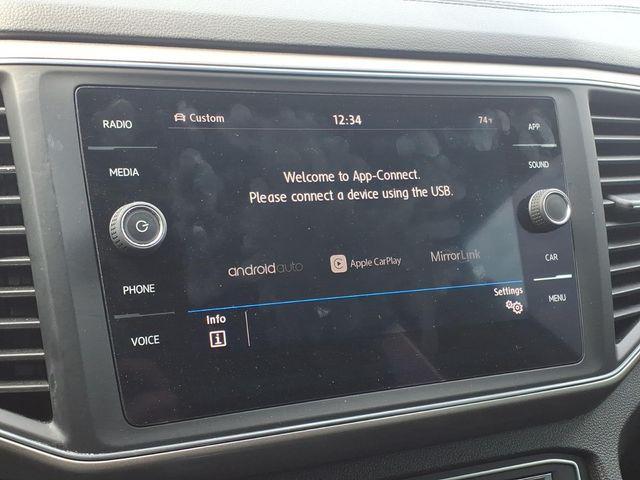 RADIO
MEDIA
PHONE
VOICE
Custom
12:34
74°F
Welcome to App-Connect.
Please connect a device using the USB.
androidauto
Apple CarPlay
MirrorLink
Info
i
Settings
APP
SOUND
CAR
MENU